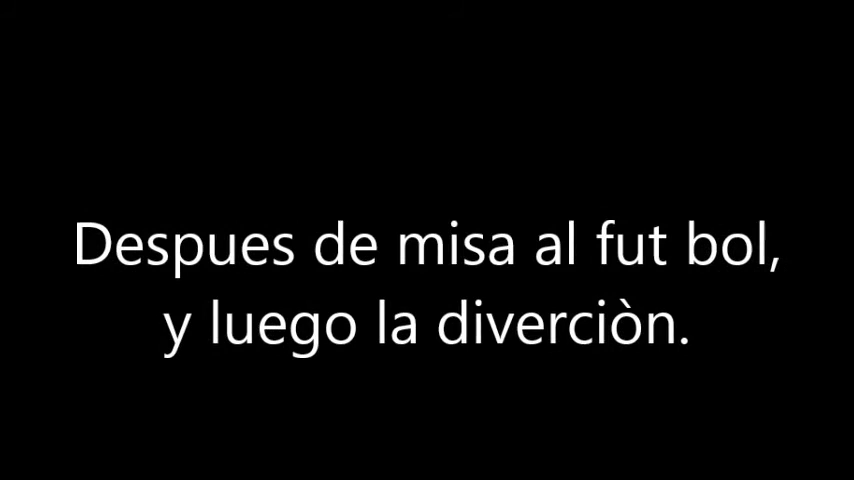 Despues de misa al fut bol,
y luego la diverciòn.